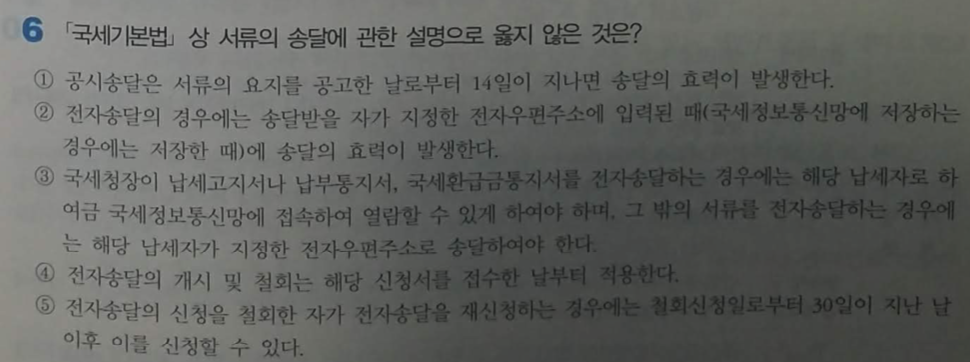 6 「국세기본법」상 서류의 송달에 관한 설명으로 옳지 않은 것은?
① 공시송달은 서류의 요지를 공고한 날로부터 14일이 지나면 송달의 효력이 발생한다.
② 전자송달의 경우에는 송달받을 자가 지정한 전자우편주소에 입력된 때(국세정보통신망에 저장하는
경우에는 저장한 때)에 송달의 효력이 발생한다.
③ 국세청장이 납세고지서나 납부통지서, 국세환급금통지서를 전자송달하는 경우에는 해당 납세자로 하
여금 국세정보통신망에 접속하여 열람할 수 있게 하여야 하며, 그 밖의 서류를 전자송달하는 경우에
는 해당 납세자가 지정한 전자우편주소로 송달하여야 한다.
④ 전자송달의 개시 및 철회는 해당 신청서를 접수한 날부터 적용한다.
⑤ 전자송달의 신청을 철회한 자가 전자송달을 재신청하는 경우에는 철회신청일로부터 30일이 지난 날
이후 이를 신청할 수 있다.